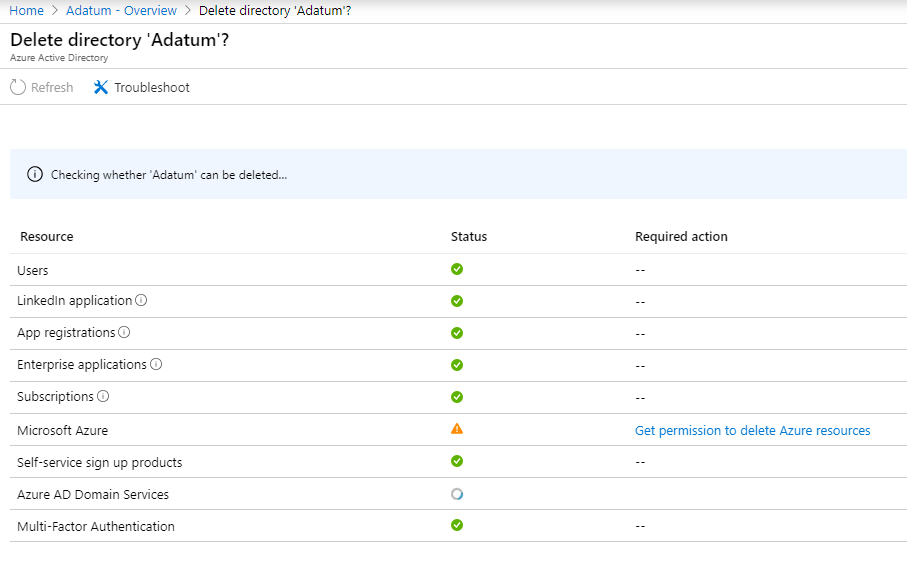 Home > Adatum - Overview > Delete directory 'Adatum'?
Delete directory 'Adatum'?
Azure Active Directory
Refresh Troubleshoot
Checking whether 'Adatum' can be deleted...
Resource Status Required action
Users --
LinkedIn application --
App registrations --
Enterprise applications --
Subscriptions --
Microsoft Azure Get permission to delete Azure resources
Self-service sign up products --
Azure AD Domain Services
Multi-Factor Authentication --